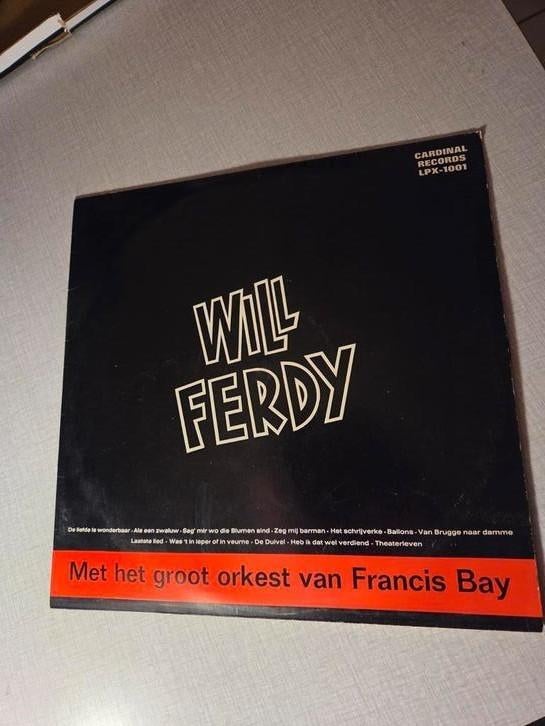 CARDINAL
RECORDS
LPX-1001
WILL
FERDY
De liefde is wonderbaar - Als een zwaluw - Sag' mir wo die Blumen sind - Zeg mij barman - Het schrijverke - Ballons - Van Brugge naar damme
Laatste lied - Was 't in Ieper of in veurne - De Duivel - Heb ik dat wel verdiend - Theaterleven
Met het groot orkest van Francis Bay